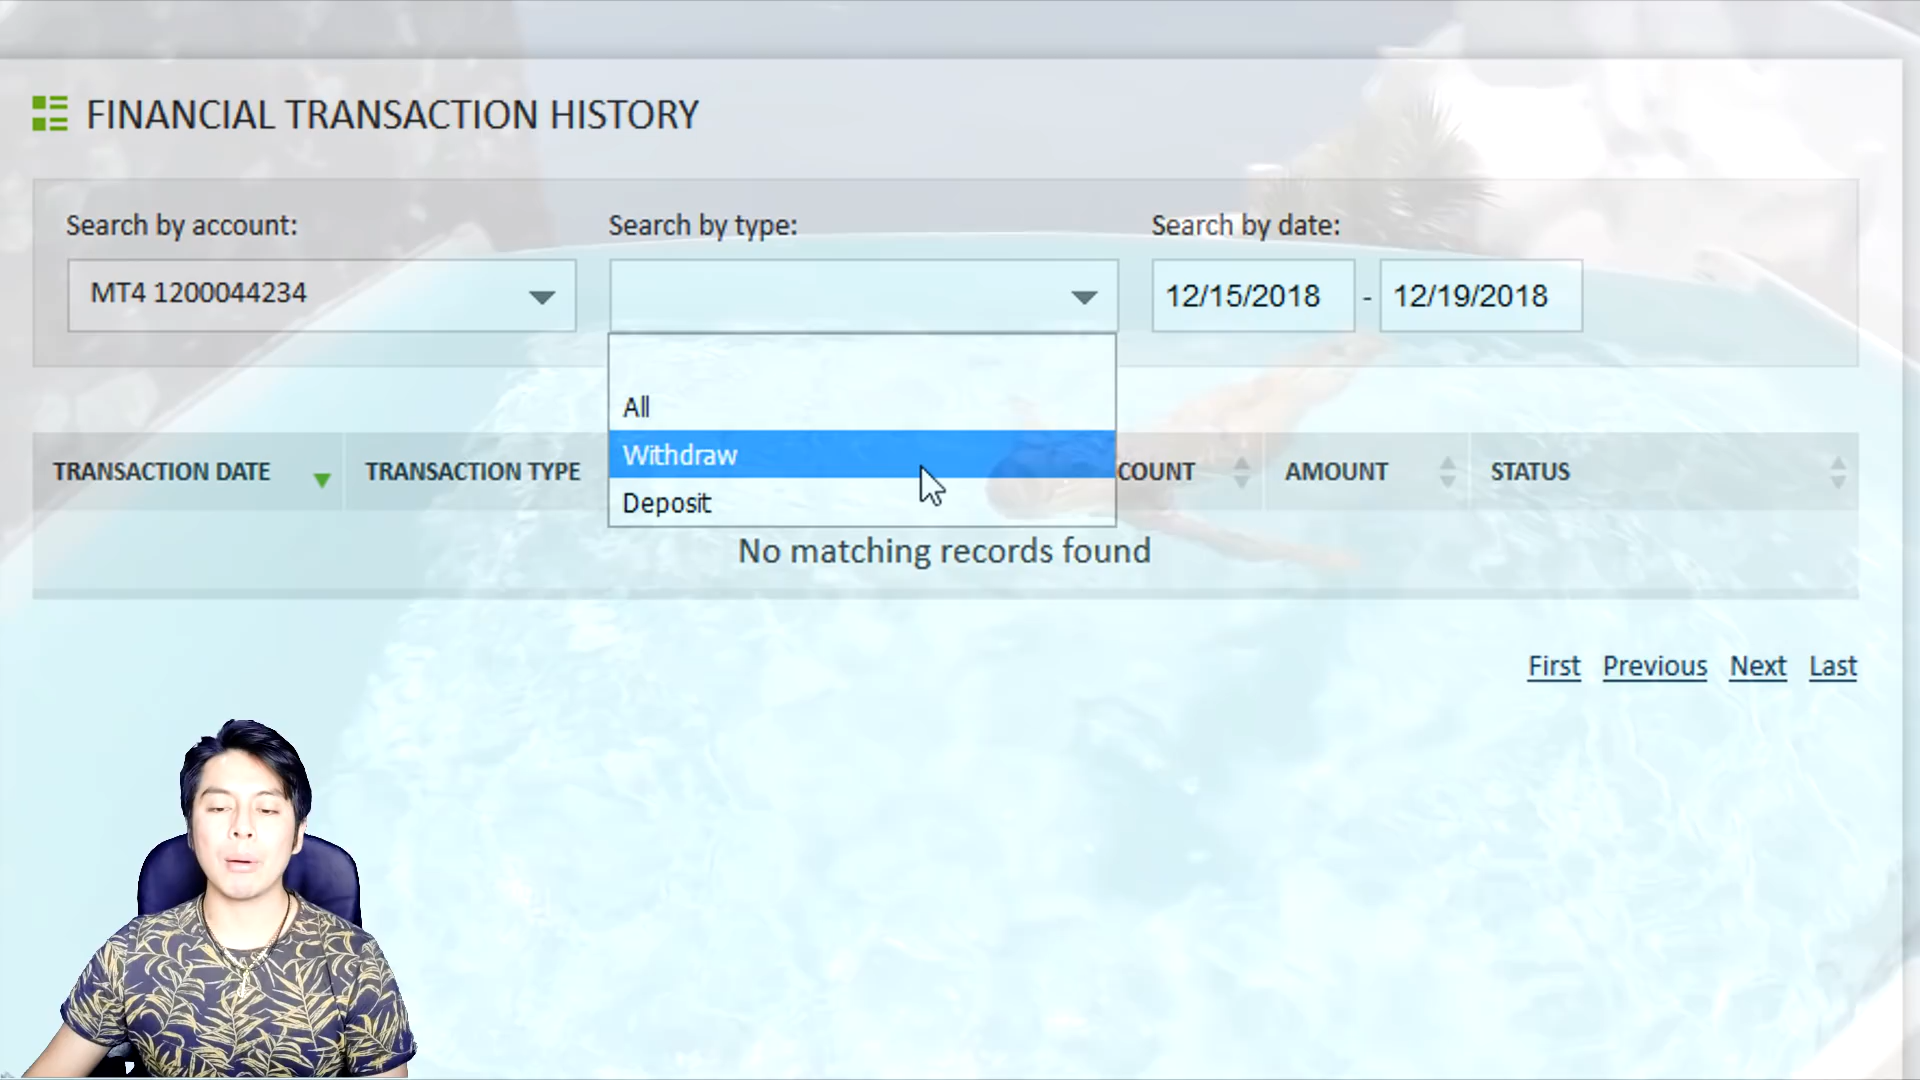 FINANCIAL TRANSACTION HISTORY
Search by account:
Search by type:
Search by date:
MT4 1200044234
12/15/2018 - 12/19/2018
All
Withdraw
Deposit
TRANSACTION DATE
TRANSACTION TYPE
COUNT
AMOUNT
STATUS
No matching records found
First Previous Next Last